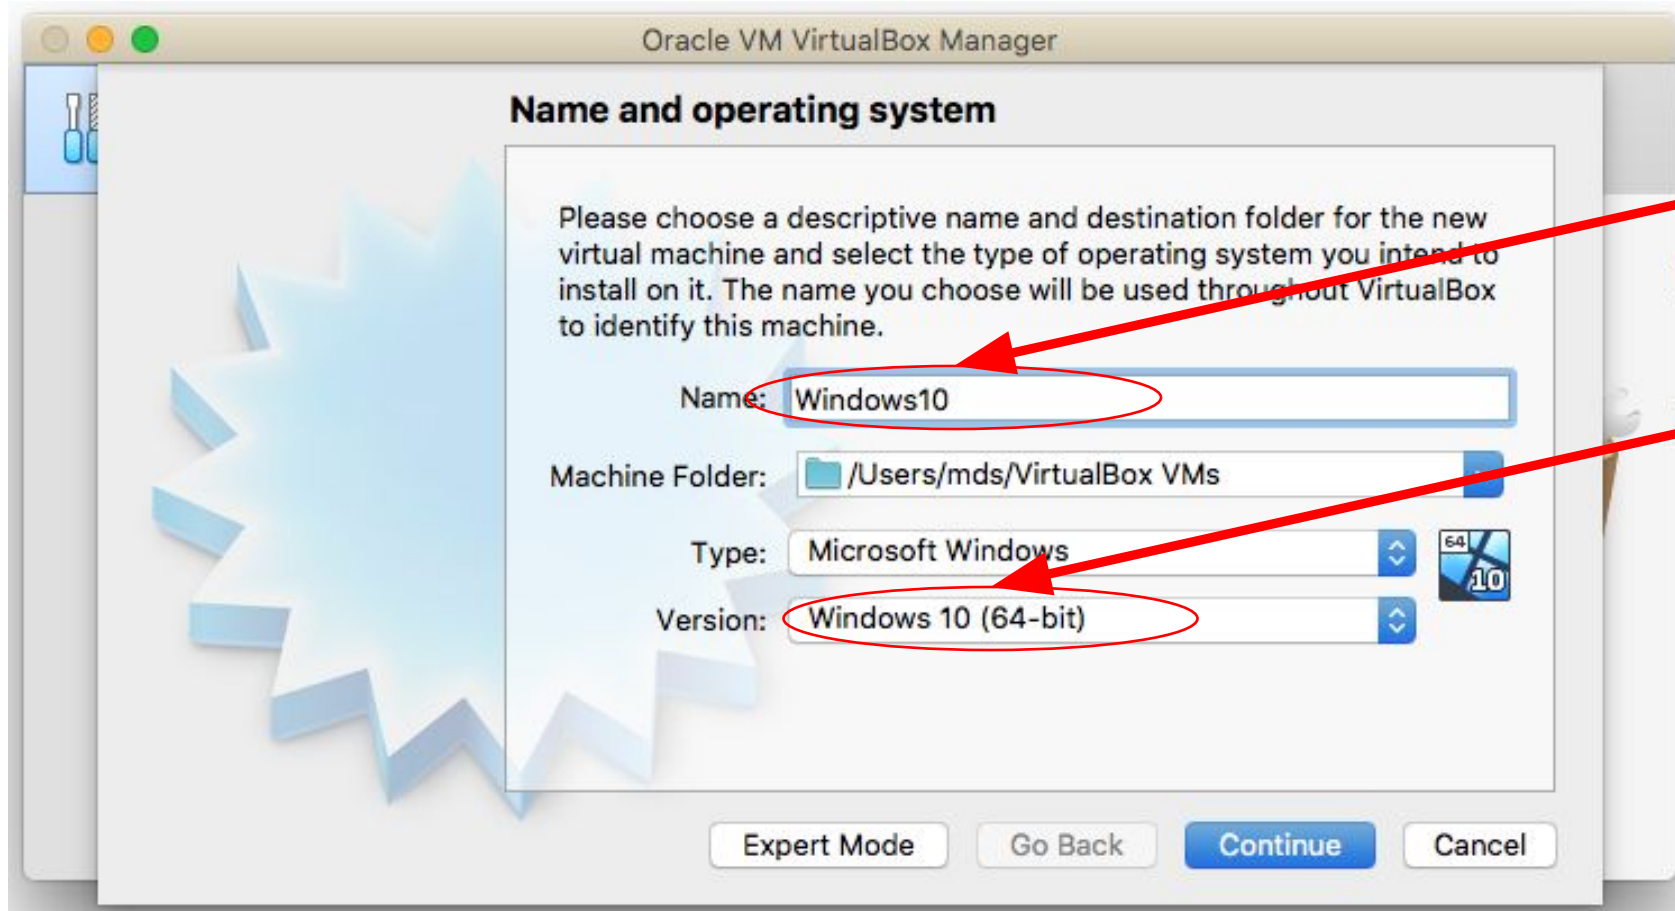 Oracle VM VirtualBox Manager
Name and operating system
Please choose a descriptive name and destination folder for the new
virtual machine and select the type of operating system you intend to
install on it. The name you choose will be used throughout VirtualBox
to identify this machine.
Name: Windows10
Machine Folder: /Users/mds/VirtualBox VMs
Type: Microsoft Windows
64
10
Version: Windows 10 (64-bit)
Expert Mode Go Back Continue Cancel